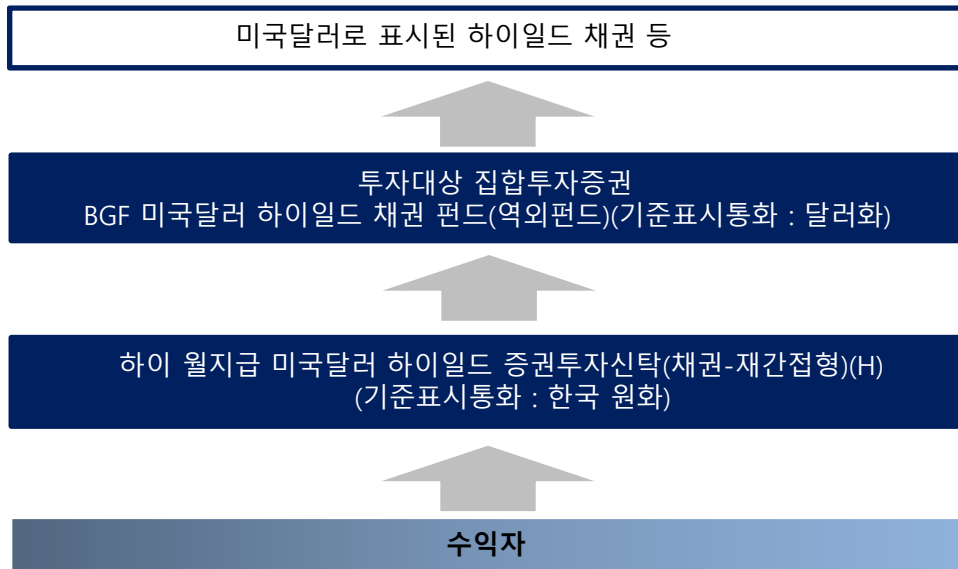 미국달러로 표시된 하이일드 채권 등
투자대상 집합투자증권
BGF 미국달러 하이일드 채권 펀드(역외펀드)(기준표시통화 : 달러화)
하이 월지급 미국달러 하이일드 증권투자신탁(채권-재간접형)(H)
(기준표시통화 : 한국 원화)
수익자